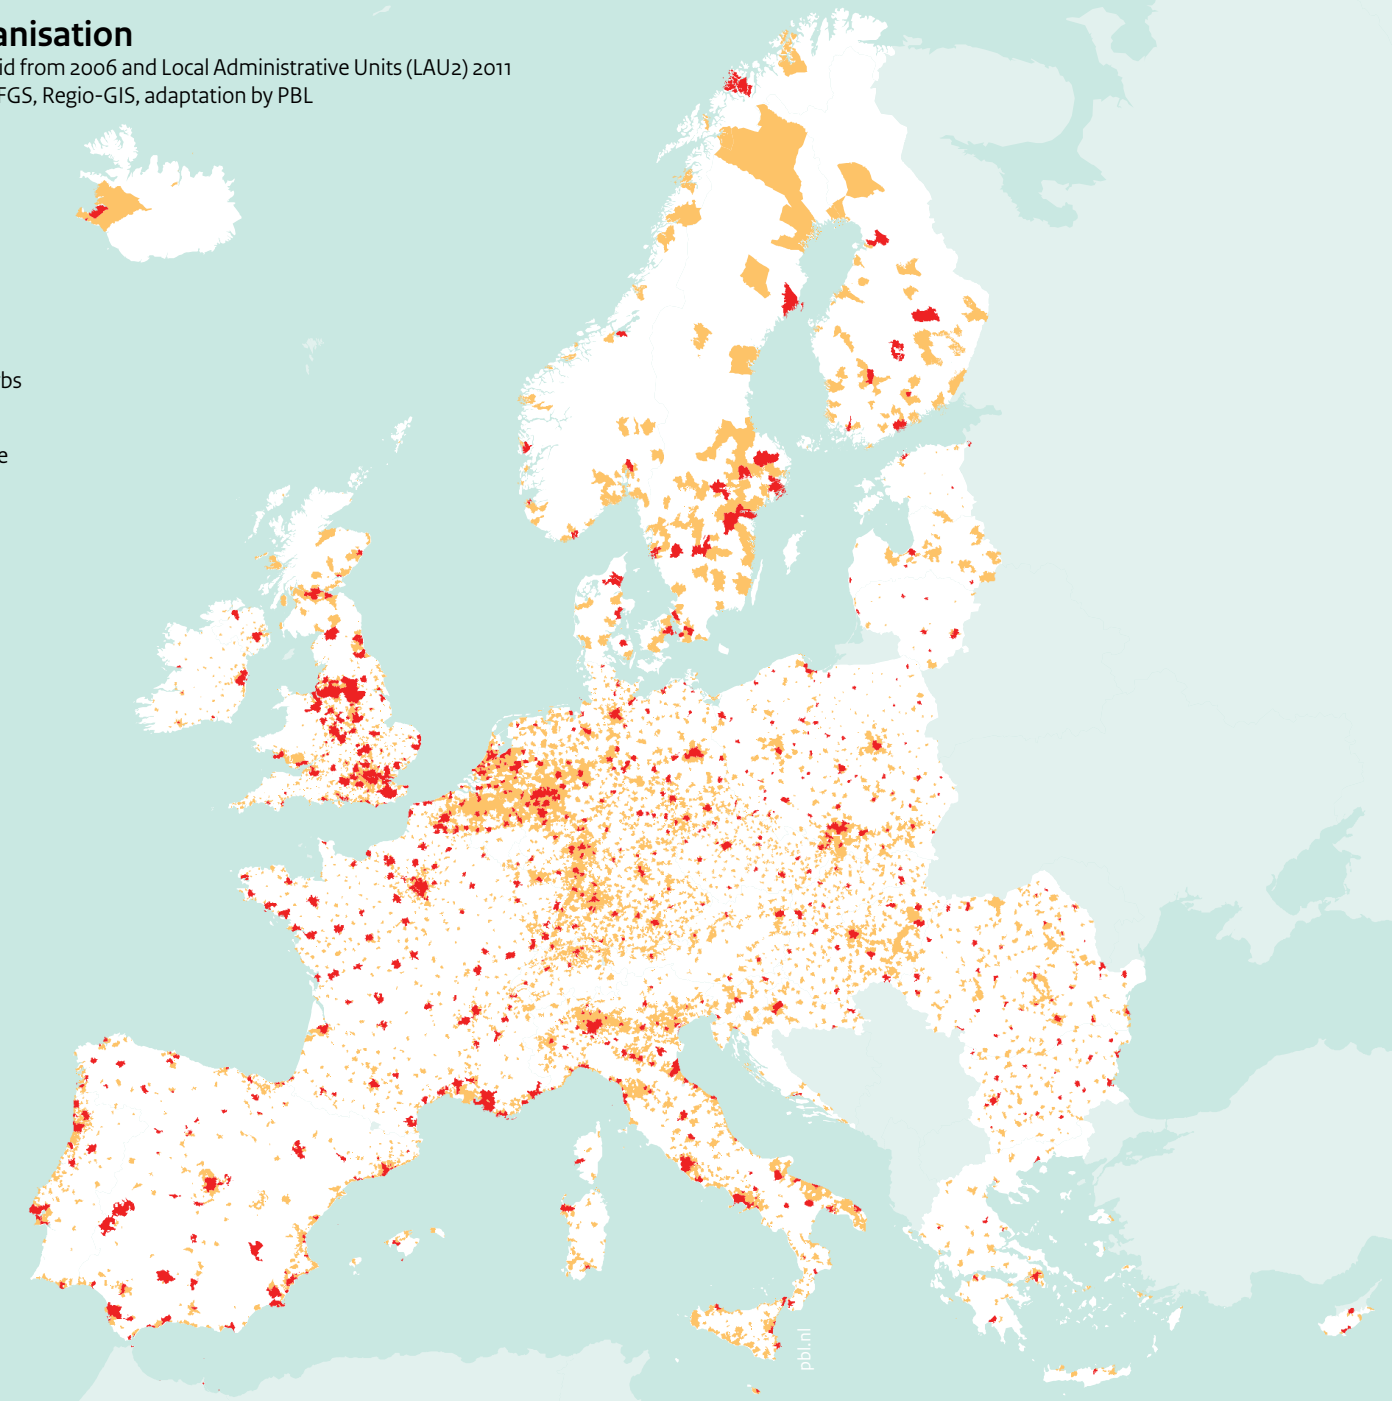 anisation
id from 2006 and Local Administrative Units (LAU2) 2011
FGS, Regio-GIS, adaptation by PBL
bs
e
pbl.nl